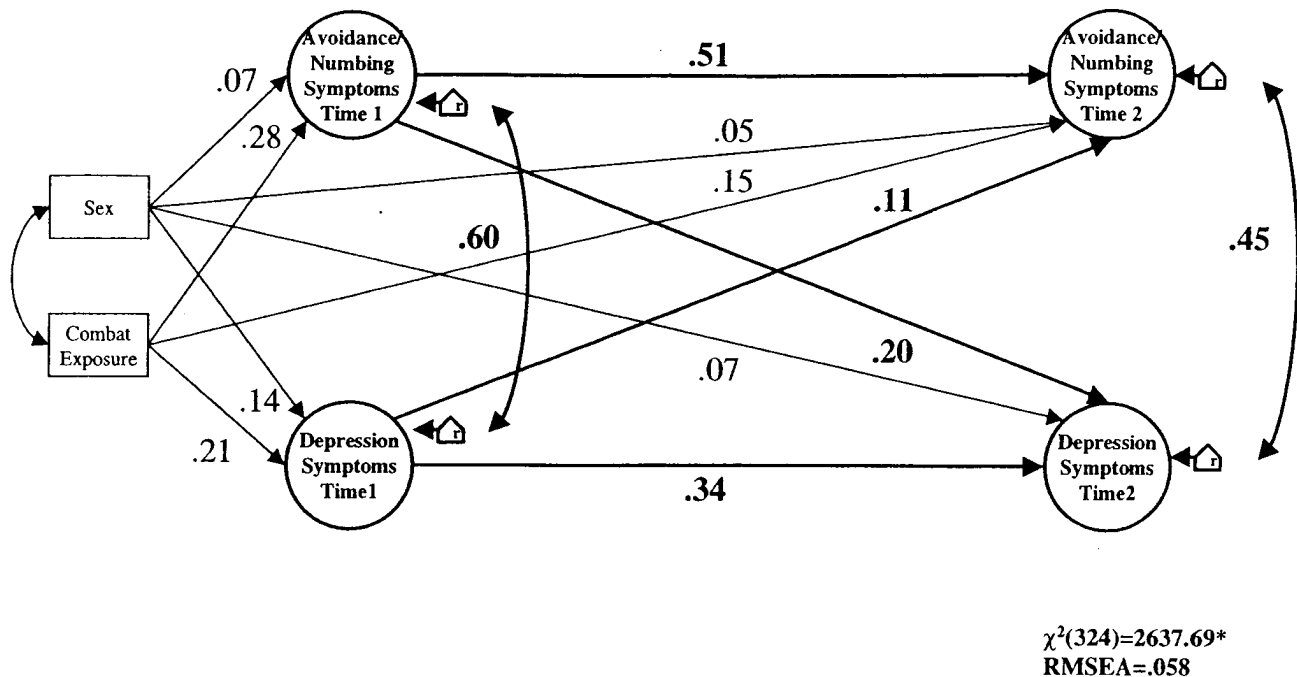 Avoidance/
Numbing
Symptoms
Time 1
.51
Avoidance/
Numbing
Symptoms
Time 2
r
r
.07
.28
.05
.15
Sex
.11
.60
.45
Combat
Exposure
.20
.07
.14
.21
Depression
Symptoms
Time1
r
.34
Depression
Symptoms
Time2
r
χ²(324)=2637.69*
RMSEA=.058